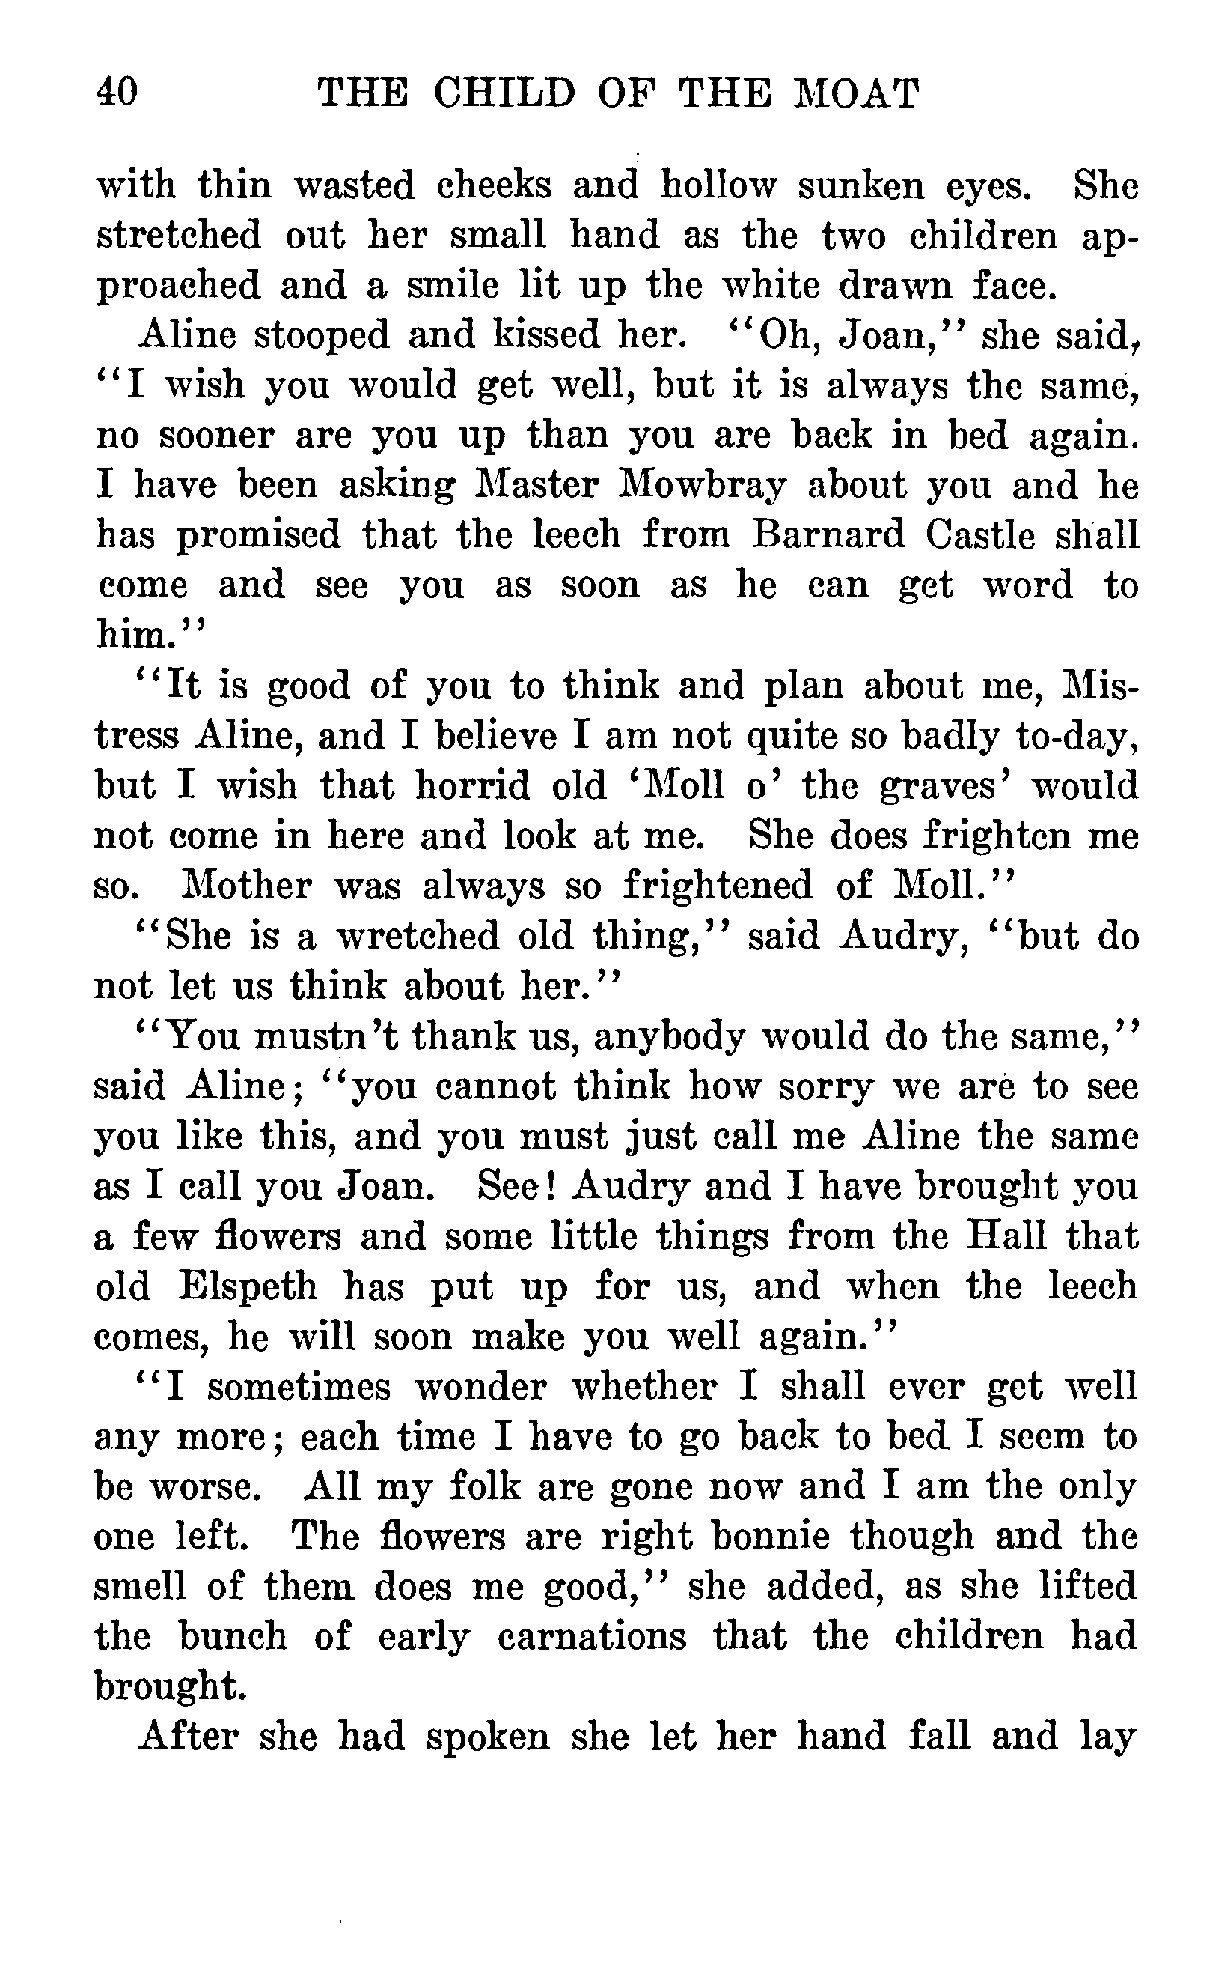 40 THE CHILD OF THE MOAT
with thin wasted cheeks and hollow sunken eyes. She
stretched out her small hand as the two children ap-
proached and a smile lit up the white drawn face.
Aline stooped and kissed her. "Oh, Joan," she said,
"I wish you would get well, but it is always the same,
no sooner are you up than you are back in bed again.
I have been asking Master Mowbray about you and he
has promised that the leech from Barnard Castle shall
come and see you as soon as he can get word to
him."
"It is good of you to think and plan about me, Mis-
tress Aline, and I believe I am not quite so badly to-day,
but I wish that horrid old 'Moll o' the graves' would
not come in here and look at me. She does frighten me
so. Mother was always so frightened of Moll."
"She is a wretched old thing," said Audry, "but do
not let us think about her."
"You mustn't thank us, anybody would do the same,"
said Aline; "you cannot think how sorry we are to see
you like this, and you must just call me Aline the same
as I call you Joan. See! Audry and I have brought you
a few flowers and some little things from the Hall that
old Elspeth has put up for us, and when the leech
comes, he will soon make you well again."
"I sometimes wonder whether I shall ever get well
any more; each time I have to go back to bed I seem to
be worse. All my folk are gone now and I am the only
one left. The flowers are right bonnie though and the
smell of them does me good," she added, as she lifted
the bunch of early carnations that the children had
brought.
After she had spoken she let her hand fall and lay